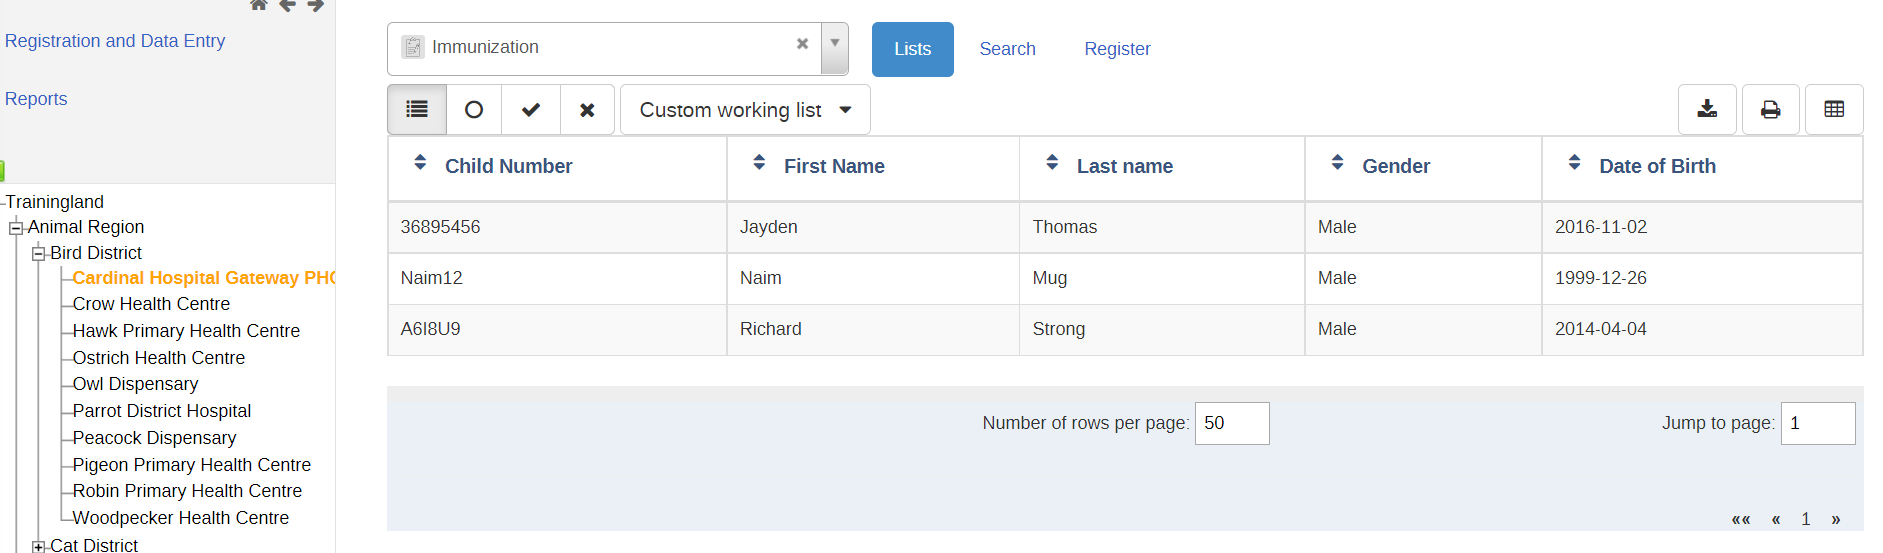 Registration and Data Entry
Reports
Trainingland
Animal Region
Bird District
Cardinal Hospital Gateway PHC
Crow Health Centre
Hawk Primary Health Centre
Ostrich Health Centre
Owl Dispensary
Parrot District Hospital
Peacock Dispensary
Pigeon Primary Health Centre
Robin Primary Health Centre
Woodpecker Health Centre
Cat District
Immunization
Lists Search Register
Custom working list
Child Number First Name Last name Gender Date of Birth
36895456 Jayden Thomas Male 2016-11-02
Naim12 Naim Mug Male 1999-12-26
A6I8U9 Richard Strong Male 2014-04-04
Number of rows per page: 50 Jump to page: 1
«« « 1 »